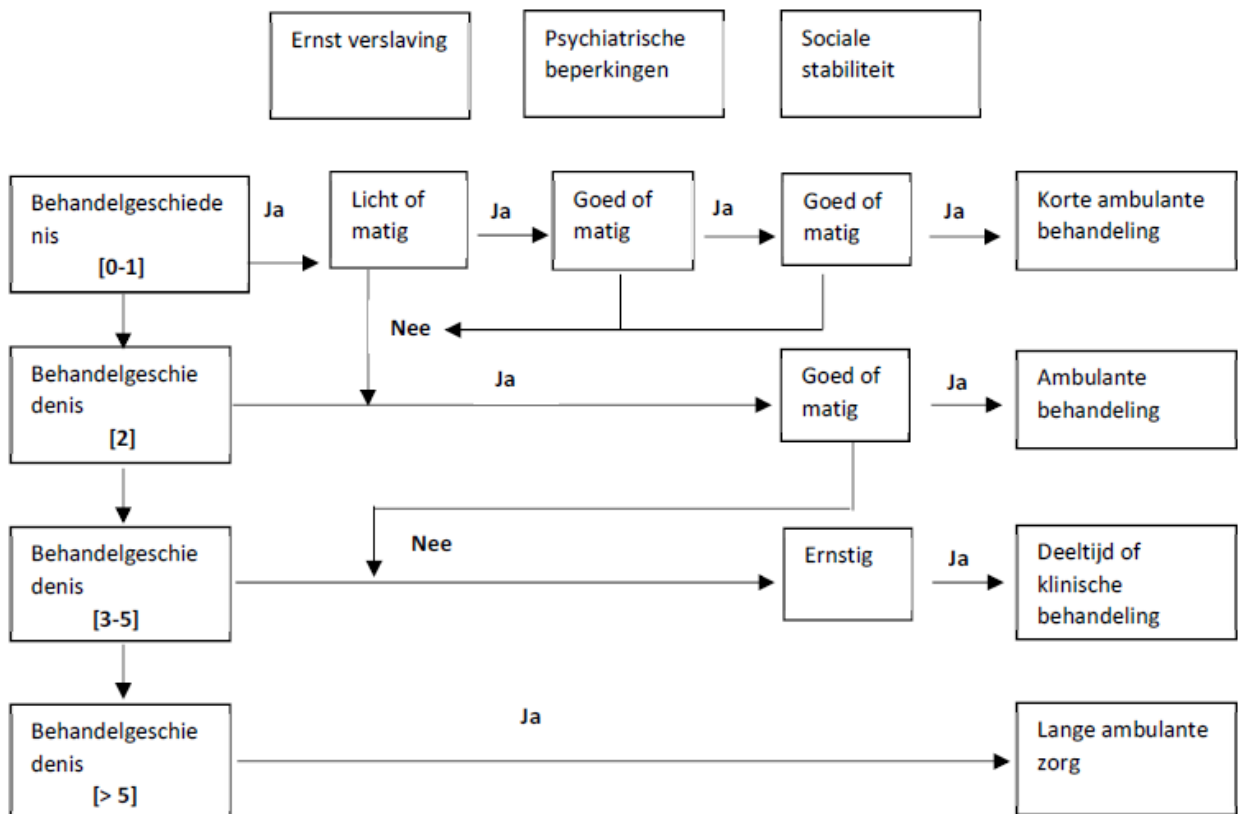 Ernst verslaving
Psychiatrische
beperkingen
Sociale
stabiliteit
Behandelgeschiede
nis
[0-1]
Ja
Licht of
matig
Ja
Goed of
matig
Ja
Goed of
matig
Ja
Korte ambulante
behandeling
Nee
Behandelgeschie
denis
[2]
Ja
Goed of
matig
Ja
Ambulante
behandeling
Nee
Behandelgeschie
denis
[3-5]
Ernstig
Ja
Deeltijd of
klinische
behandeling
Behandelgeschie
denis
[> 5]
Ja
Lange ambulante
zorg